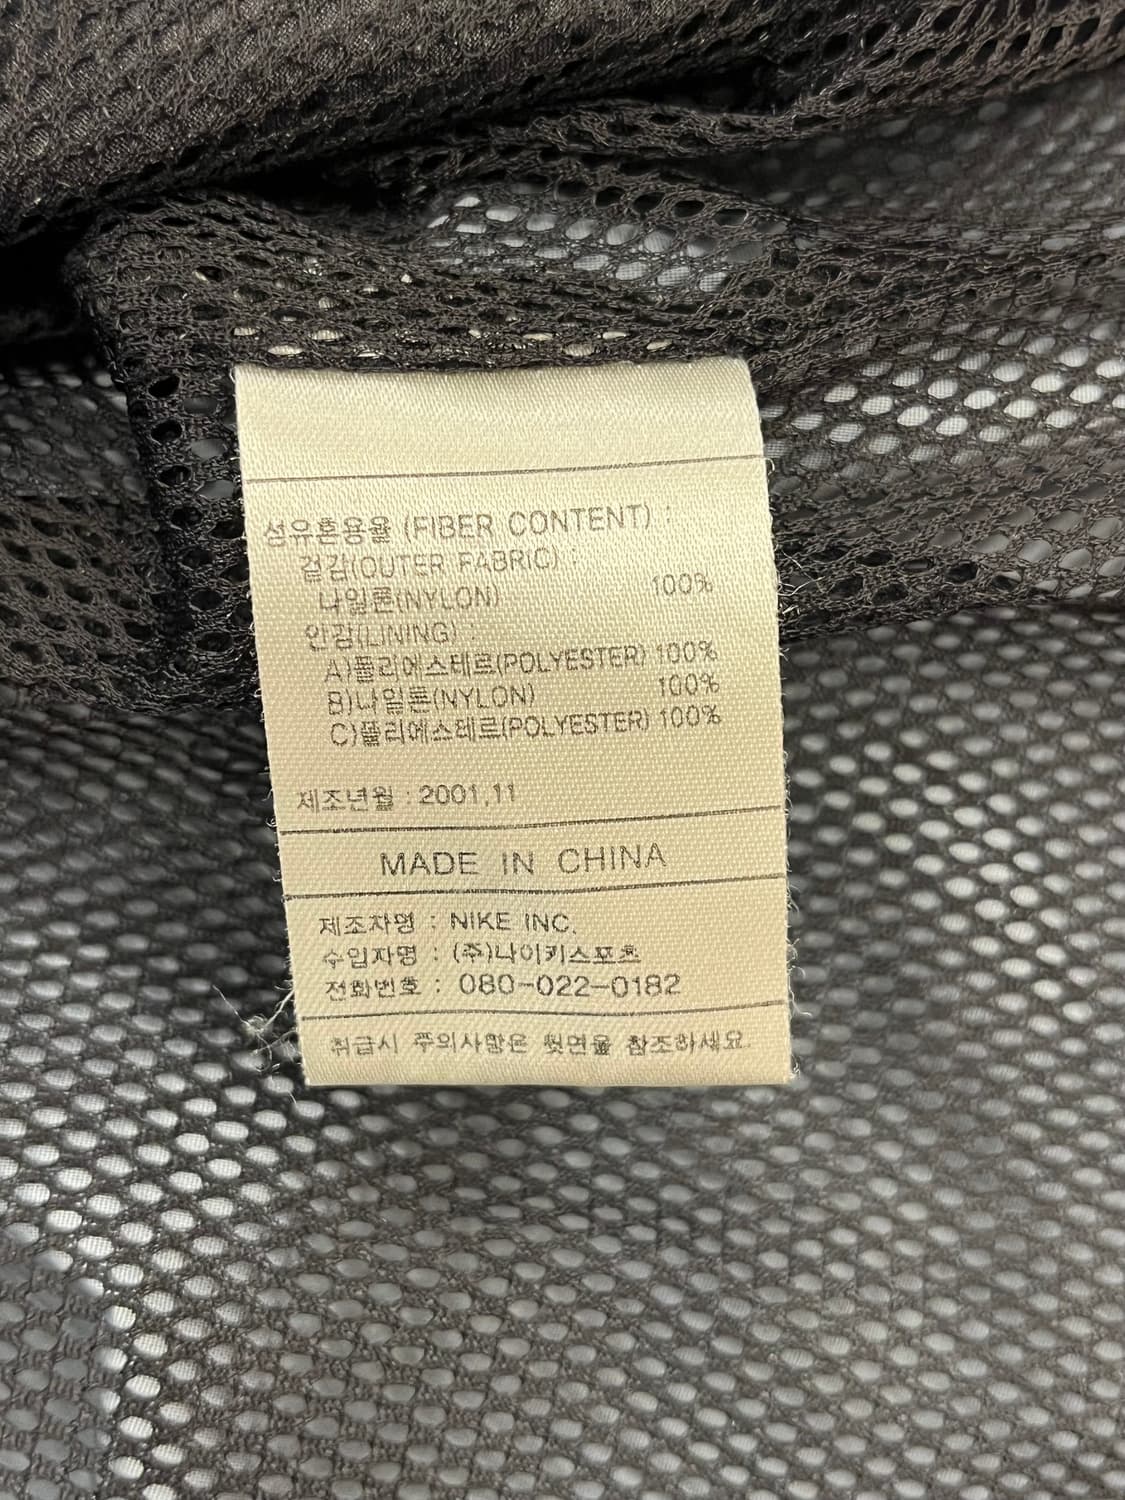 섬유혼용율 (FIBER CONTENT) :
겉감(OUTER FABRIC) :
나일론(NYLON) 100%
안감(LINING) :
A)폴리에스테르(POLYESTER) 100%
B)나일론(NYLON) 100%
C)폴리에스테르(POLYESTER) 100%
제조년월 : 2001.11
MADE IN CHINA
제조자명 : NIKE INC.
수입자명 : (주)나이키스포츠
전화번호 : 080-022-0182
취급시 주의사항은 뒷면을 참조하세요.